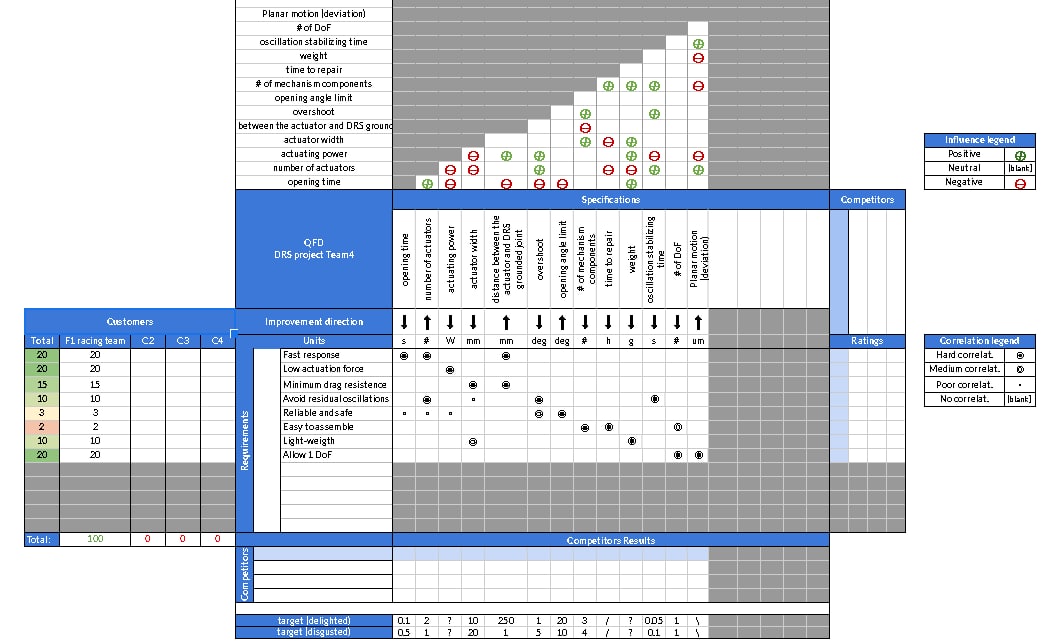 Planar motion (deviation)
# of DoF
oscillation stabilizing time
weight
time to repair
# of mechanism components
opening angle limit
overshoot
between the actuator and DRS ground
actuator width
actuating power
number of actuators
opening time
Influence legend
Positive
Neutral [blank]
Negative
Specifications
Competitors
QFD
DRS project Team4
opening time
number of actuators
actuating power
actuator width
distance between the
actuator and DRS
grounded joint
overshoot
opening angle limit
# of mechanism
components
time to repair
weight
oscillation stabilizing
time
# of DoF
Planar motion
(deviation)
Customers
Improvement direction
Total F1 racing team C2 C3 C4 Units s # W mm mm deg deg # h g s # um
Ratings
Correlation legend
Hard correlat.
Medium correlat.
Poor correlat.
No correlat. [blank]
Requirements
20 20 Fast response
20 20 Low actuation force
15 15 Minimum drag resistence
10 10 Avoid residual oscillations
3 3 Reliable and safe
2 2 Easy to assemble
10 10 Light-weigth
20 20 Allow 1 DoF
Total: 100 0 0 0
Competitors Results
Competitors
target (delighted) 0.1 2 ? 10 250 1 20 3 / ? 0.05 1 \
target (disgusted) 0.5 1 ? 20 1 5 10 4 / ? 0.1 1 \